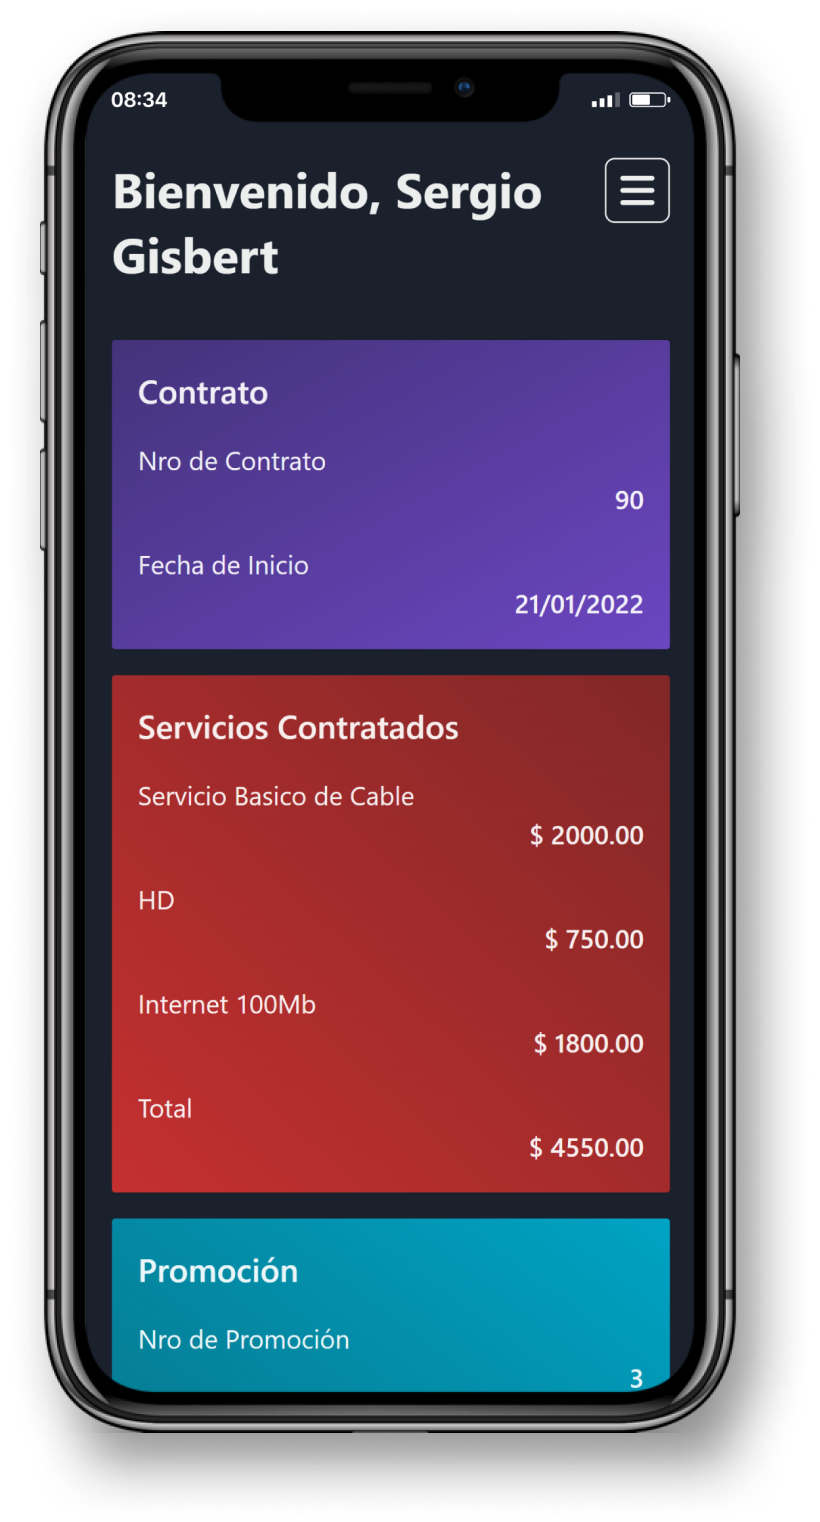 08:34
Bienvenido, Sergio
Gisbert
Contrato
Nro de Contrato
90
Fecha de Inicio
21/01/2022
Servicios Contratados
Servicio Basico de Cable
$ 2000.00
HD
$ 750.00
Internet 100Mb
$ 1800.00
Total
$ 4550.00
Promoción
Nro de Promoción
3